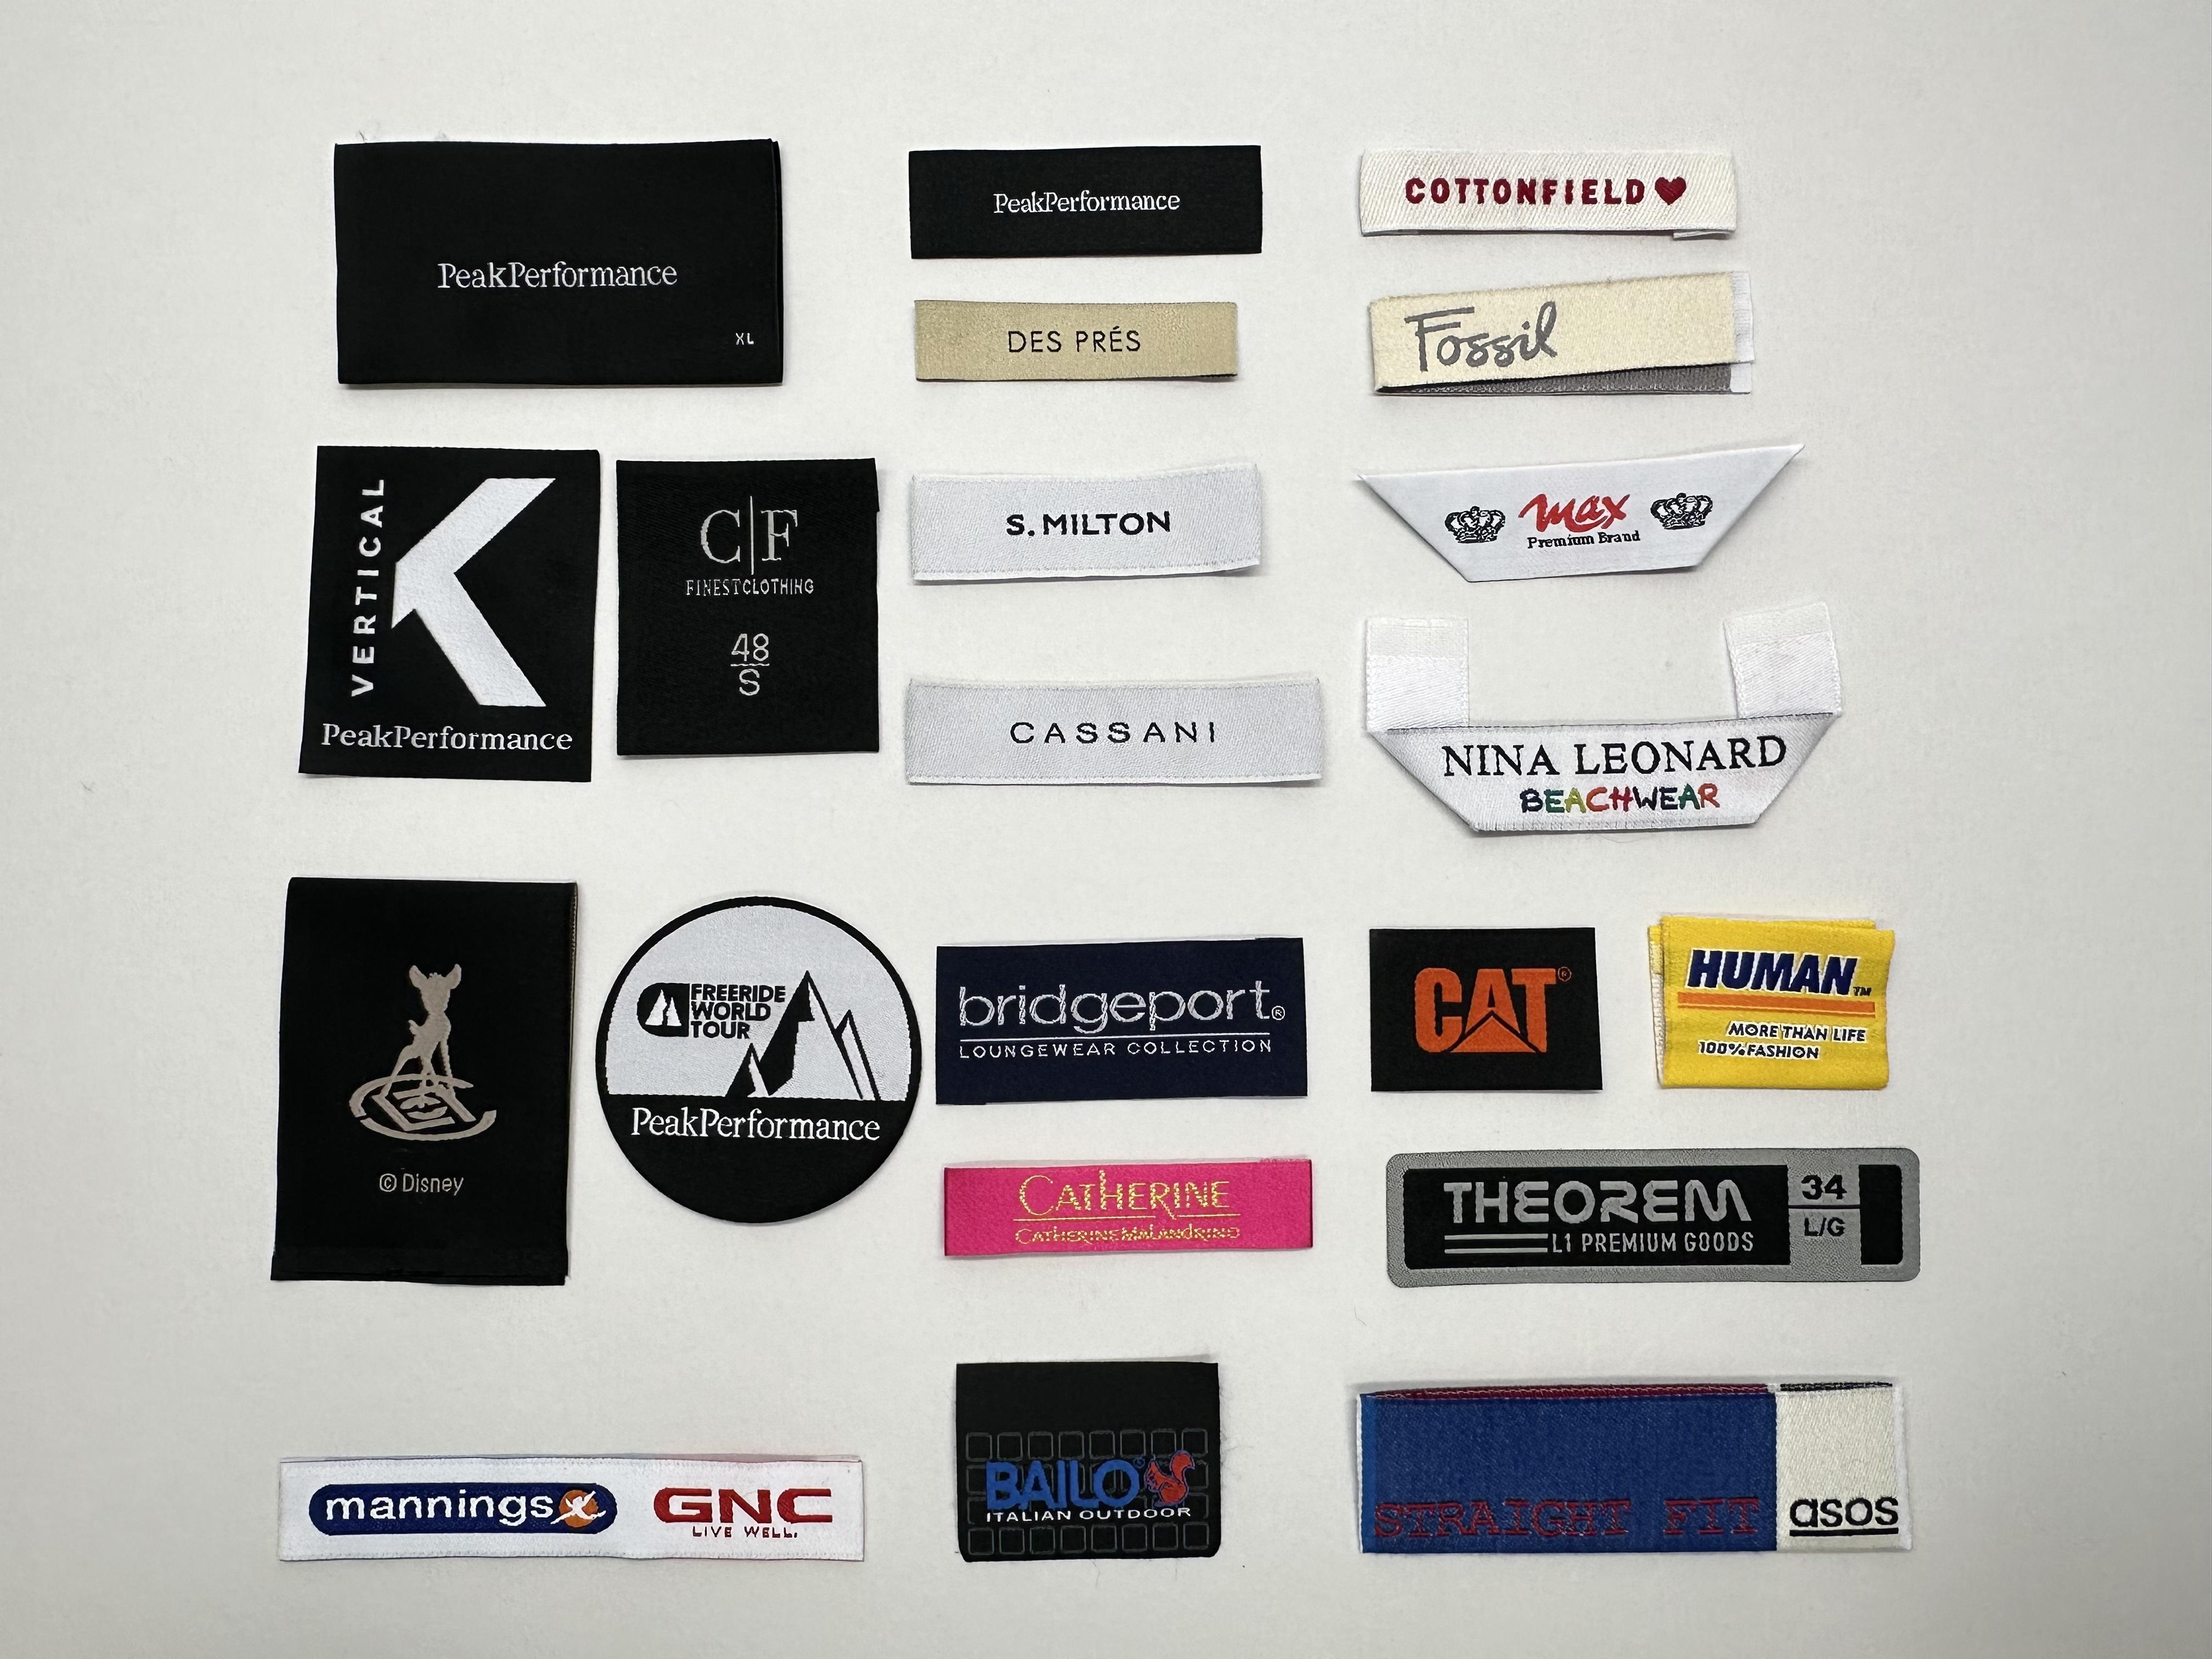 PeakPerformance
XL
PeakPerformance
COTTONFIELD
DES PRÉS
Fossil
VERTICAL
K
PeakPerformance
C|F
FINESTCLOTHING
48
S
S. MILTON
max
Premium Brand
CASSANI
NINA LEONARD
BEACHWEAR
© Disney
FREERIDE
WORLD
TOUR
PeakPerformance
bridgeport®
LOUNGEWEAR COLLECTION
CAT®
HUMAN™
MORE THAN LIFE
100% FASHION
CATHERINE
CATHERINE MALANDRINO
THEOREM
L1 PREMIUM GOODS
34
L/G
mannings
GNC
LIVE WELL.
BAILO®
ITALIAN OUTDOOR
STRAIGHT FIT
asos